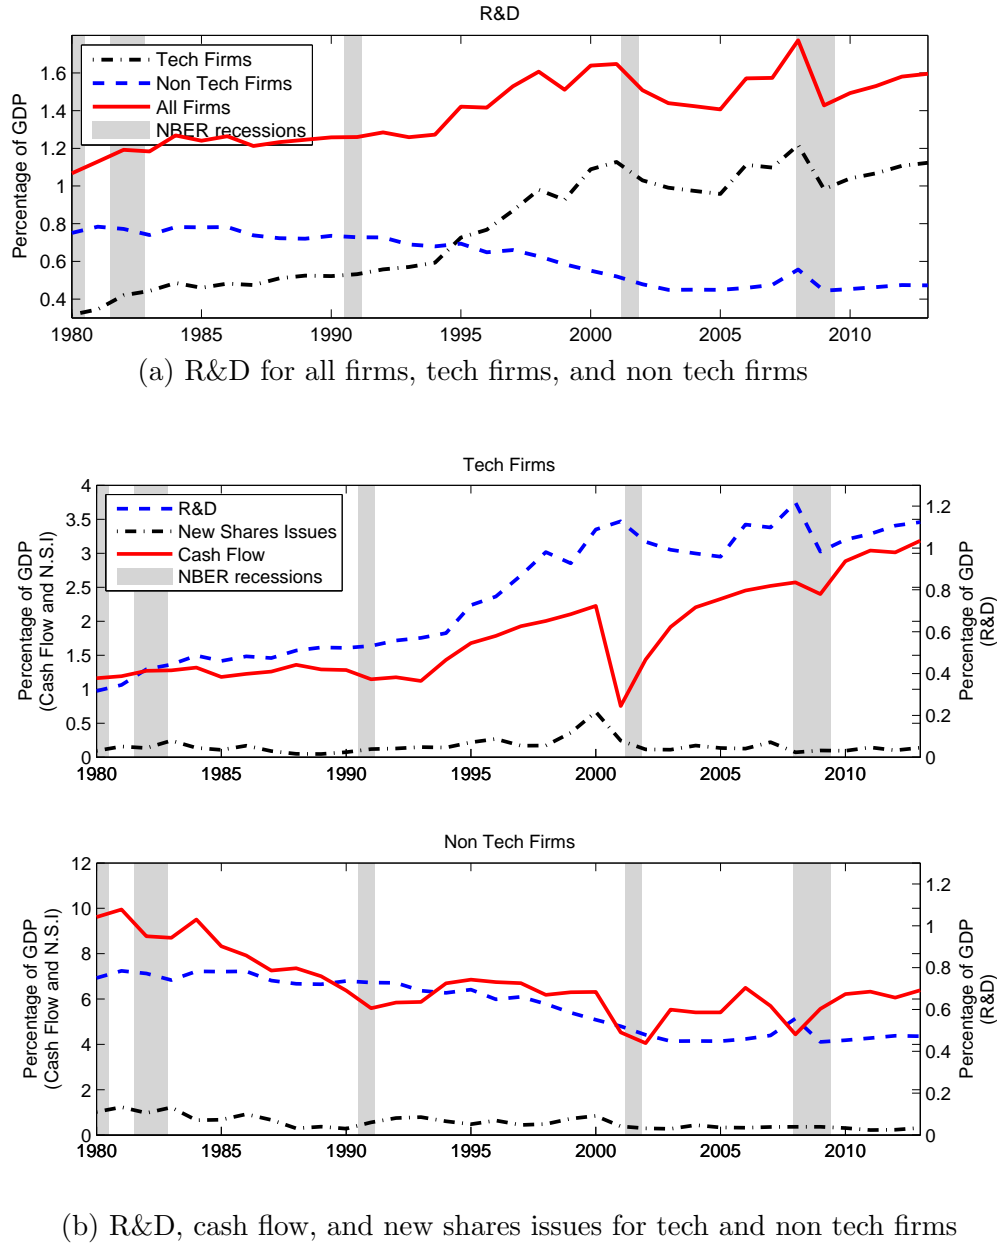 R&D
Percentage of GDP
1.6
1.4
1.2
1
0.8
0.6
0.4
Tech Firms
Non Tech Firms
All Firms
NBER recessions
1980 1985 1990 1995 2000 2005 2010
(a) R&D for all firms, tech firms, and non tech firms
Tech Firms
Percentage of GDP
(Cash Flow and N.S.I)
4
3.5
3
2.5
2
1.5
1
0.5
0
R&D
New Shares Issues
Cash Flow
NBER recessions
1.2
1
0.8
0.6
0.4
0.2
0
Percentage of GDP
(R&D)
1980 1985 1990 1995 2000 2005 2010
Non Tech Firms
Percentage of GDP
(Cash Flow and N.S.I)
12
10
8
6
4
2
0
1.2
1
0.8
0.6
0.4
0.2
0
Percentage of GDP
(R&D)
1980 1985 1990 1995 2000 2005 2010
(b) R&D, cash flow, and new shares issues for tech and non tech firms